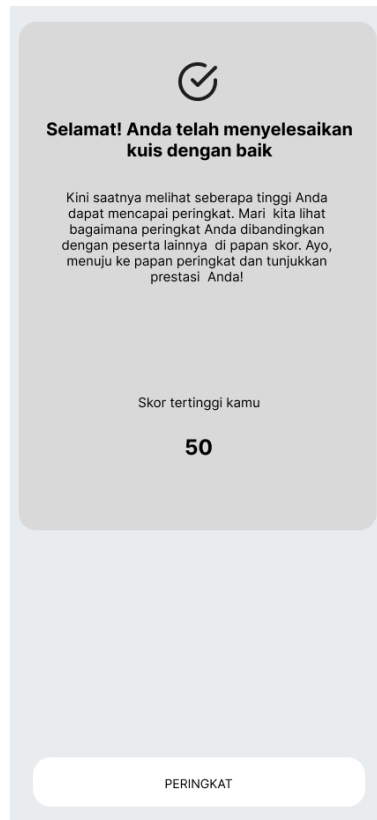 Selamat! Anda telah menyelesaikan
kuis dengan baik
Kini saatnya melihat seberapa tinggi Anda
dapat mencapai peringkat. Mari  kita lihat
bagaimana peringkat Anda dibandingkan
dengan peserta lainnya  di papan skor. Ayo,
menuju ke papan peringkat dan tunjukkan
prestasi  Anda!
Skor tertinggi kamu
50
PERINGKAT